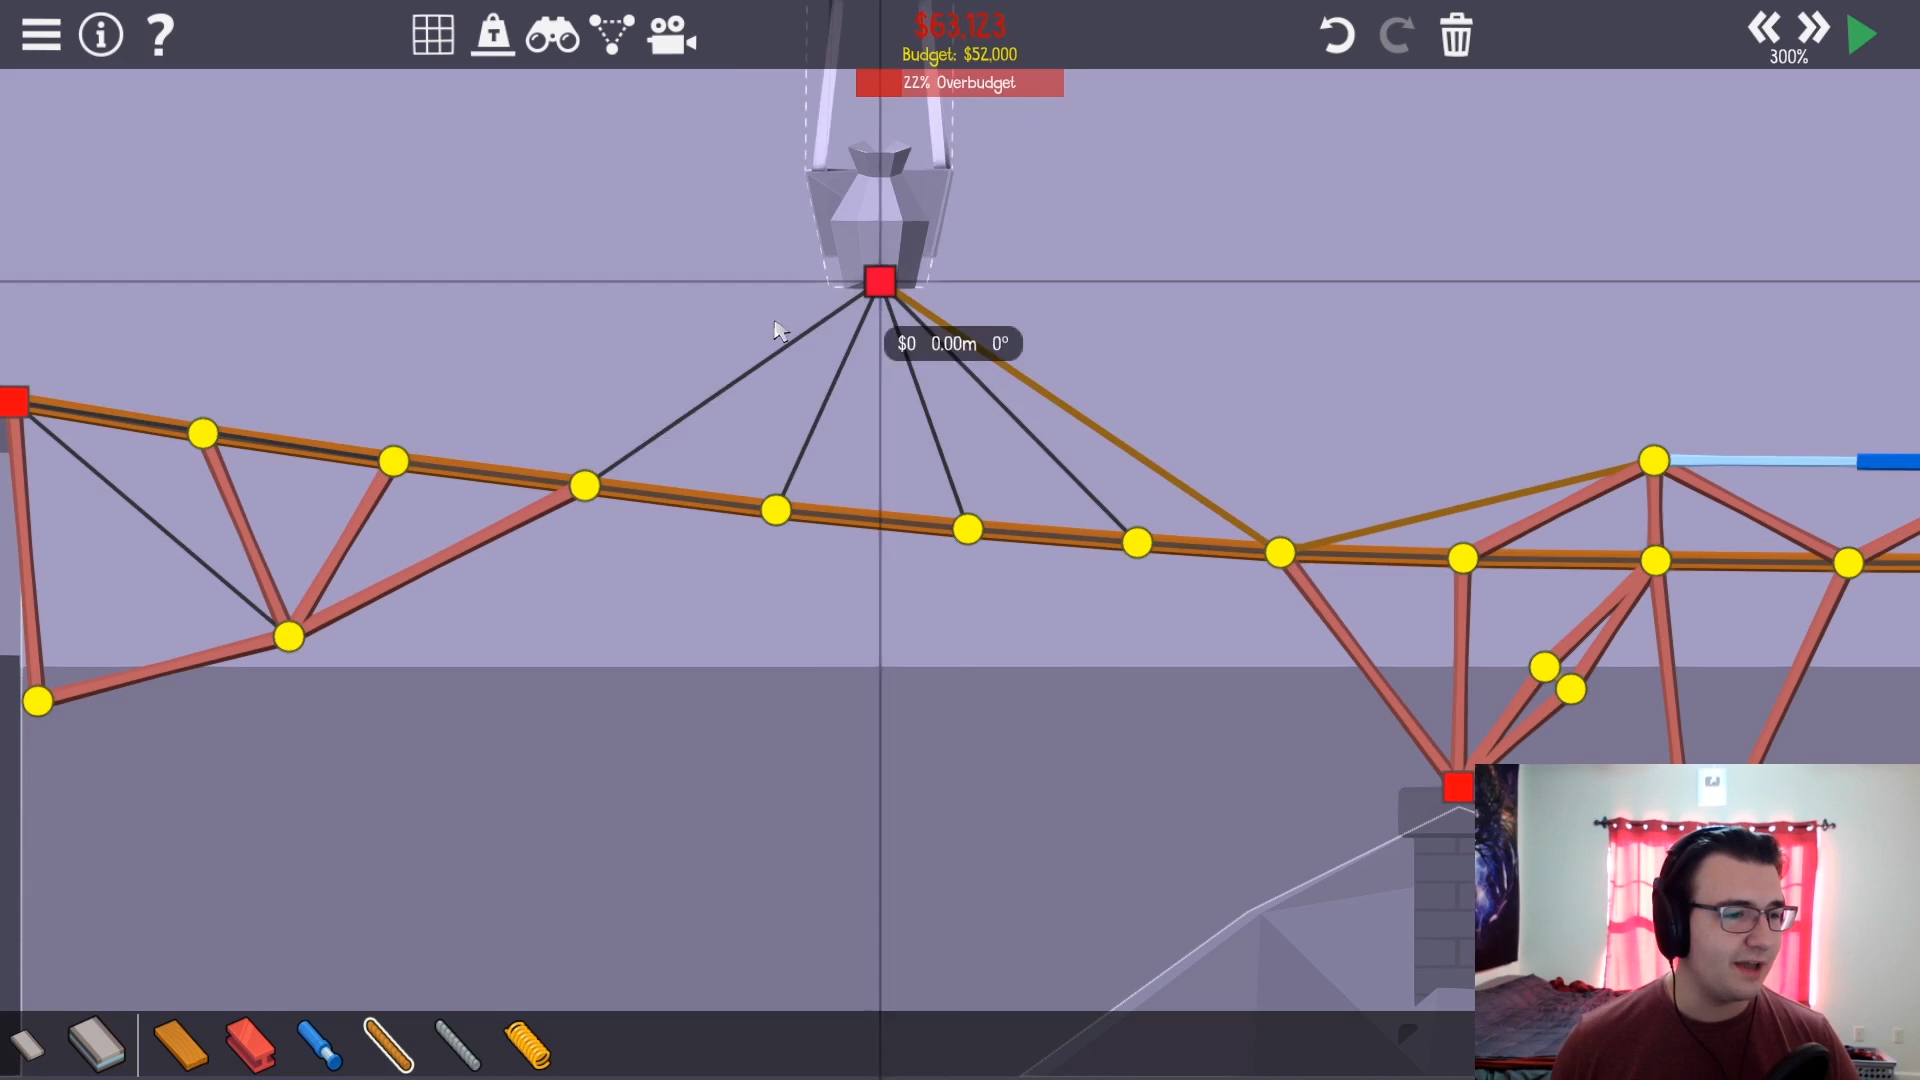 $63,123
Budget: $52,000
22% Overbudget
300%
$0 0.00m 0°